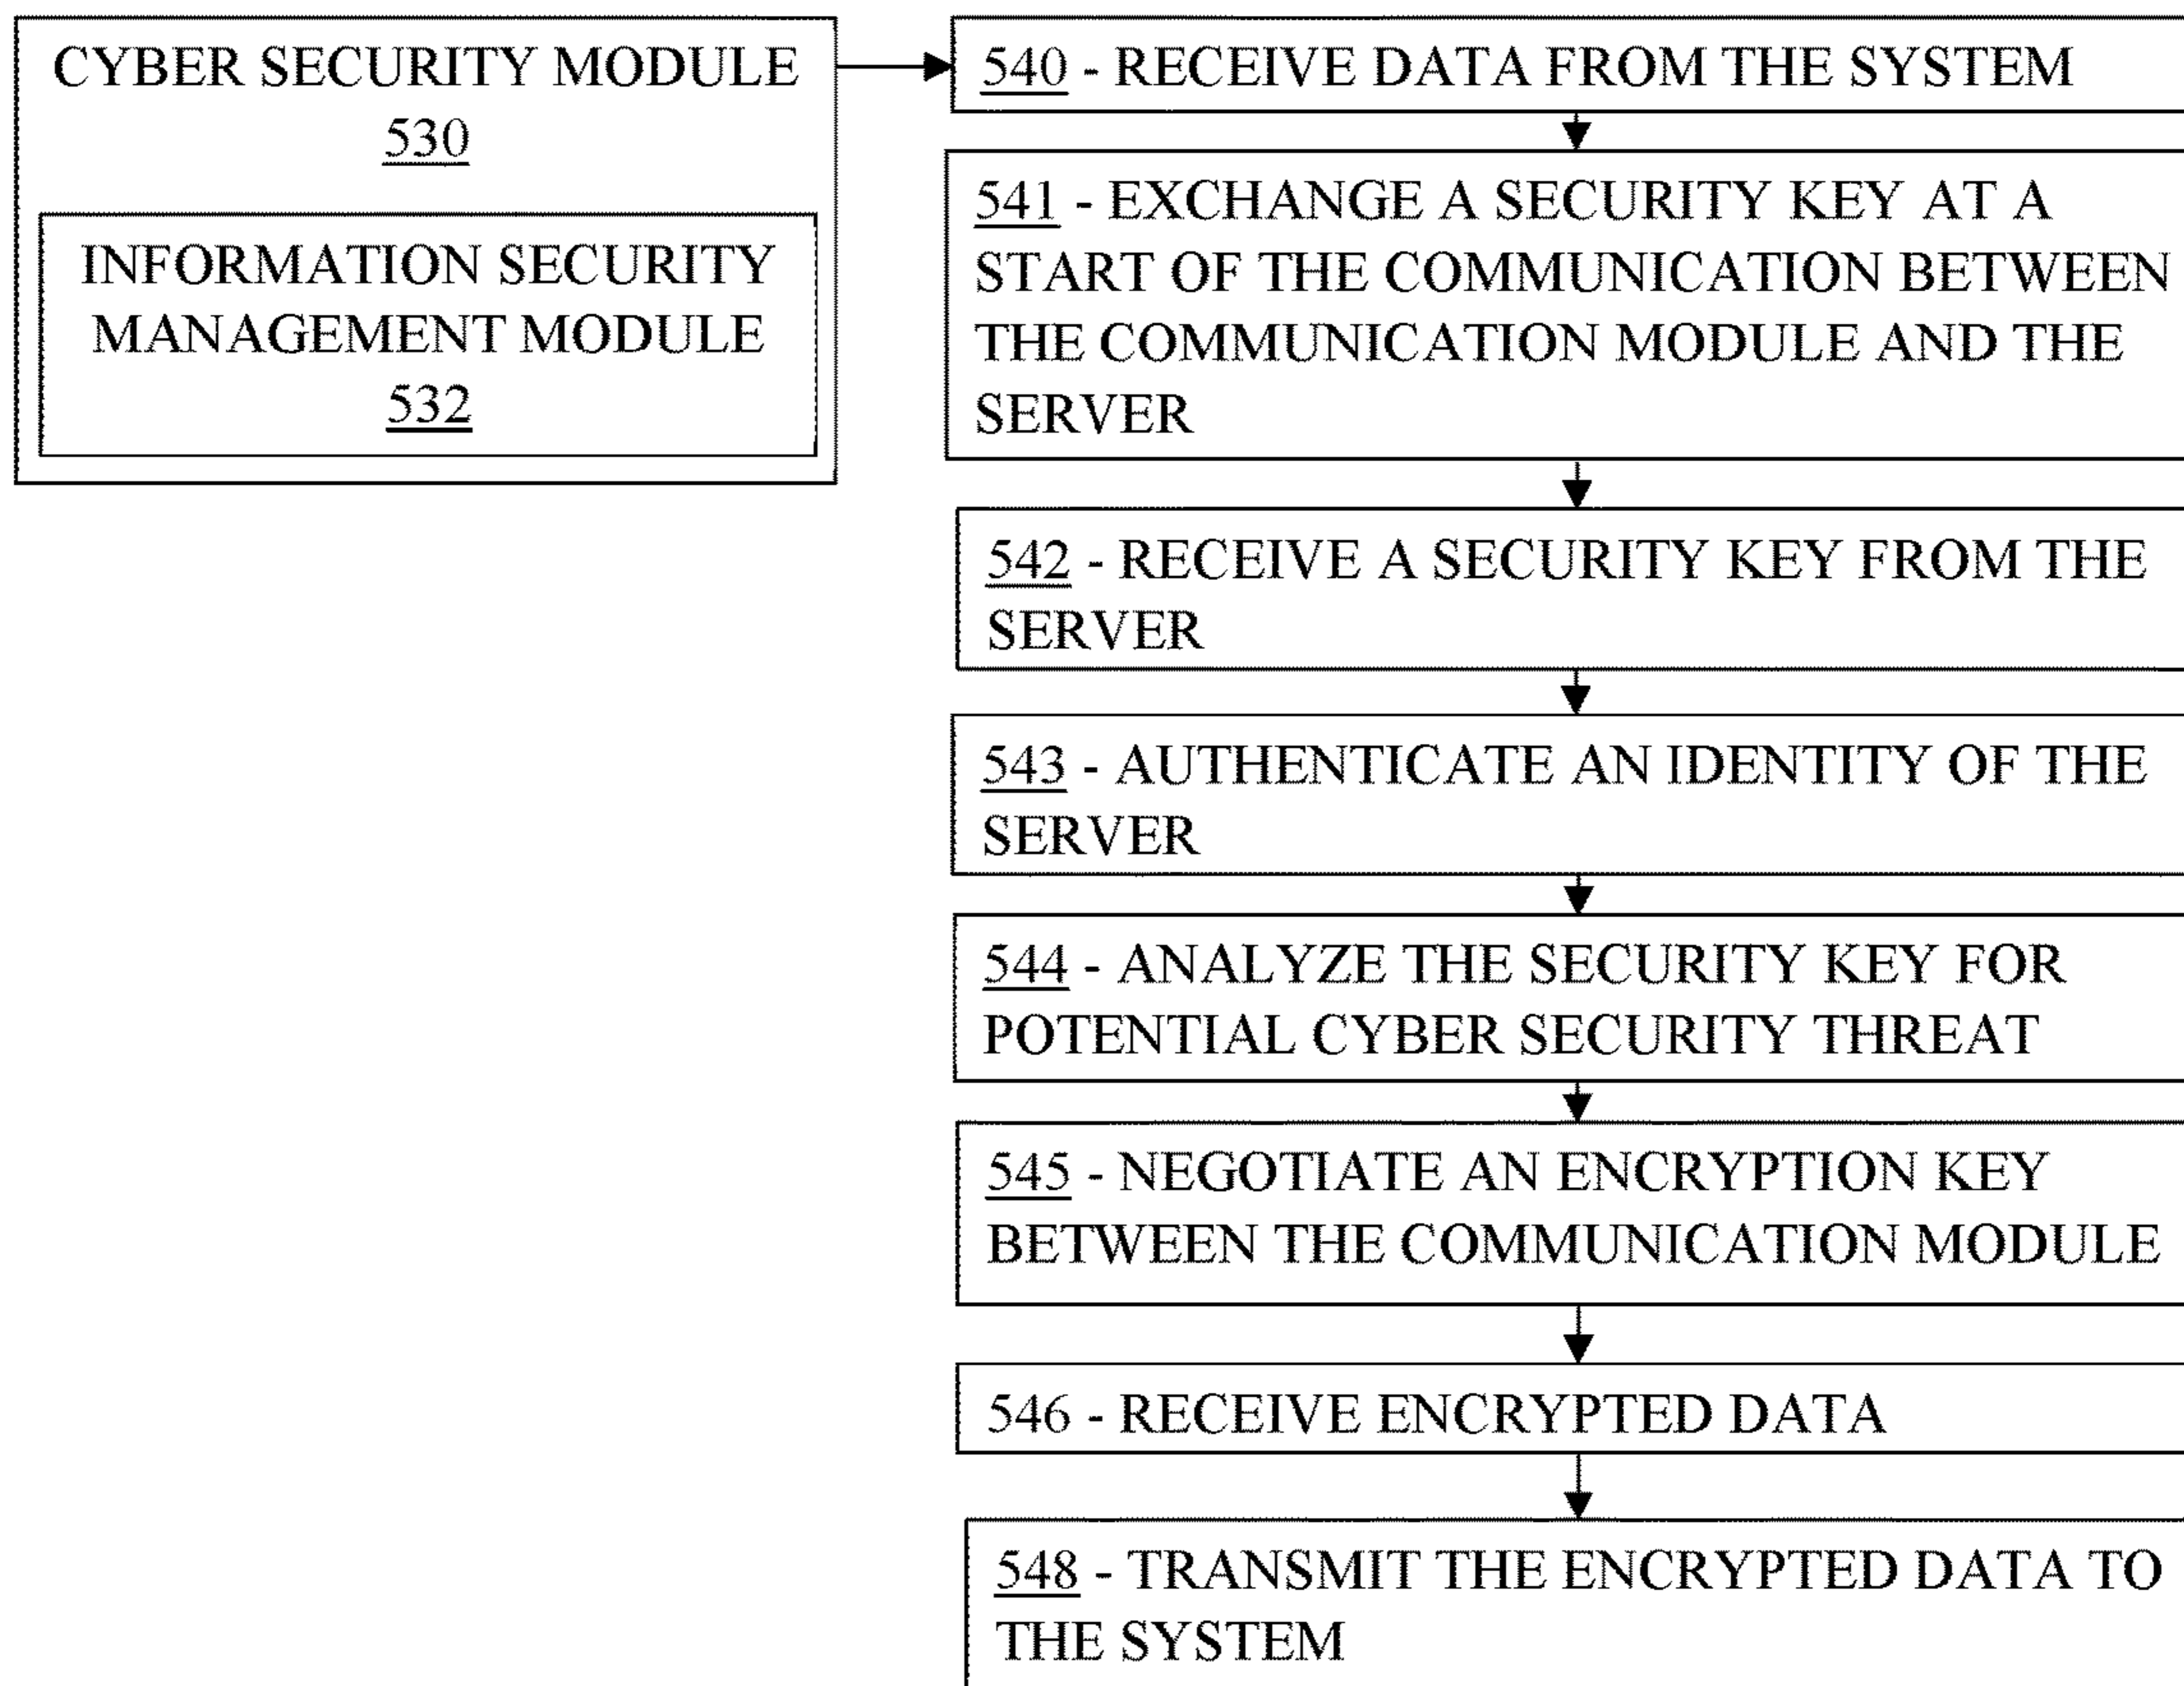 CYBER SECURITY MODULE
530
INFORMATION SECURITY
MANAGEMENT MODULE
532
540 - RECEIVE DATA FROM THE SYSTEM
541 - EXCHANGE A SECURITY KEY AT A
START OF THE COMMUNICATION BETWEEN
THE COMMUNICATION MODULE AND THE
SERVER
542 - RECEIVE A SECURITY KEY FROM THE
SERVER
543 - AUTHENTICATE AN IDENTITY OF THE
SERVER
544 - ANALYZE THE SECURITY KEY FOR
POTENTIAL CYBER SECURITY THREAT
545 - NEGOTIATE AN ENCRYPTION KEY
BETWEEN THE COMMUNICATION MODULE
546 - RECEIVE ENCRYPTED DATA
548 - TRANSMIT THE ENCRYPTED DATA TO
THE SYSTEM